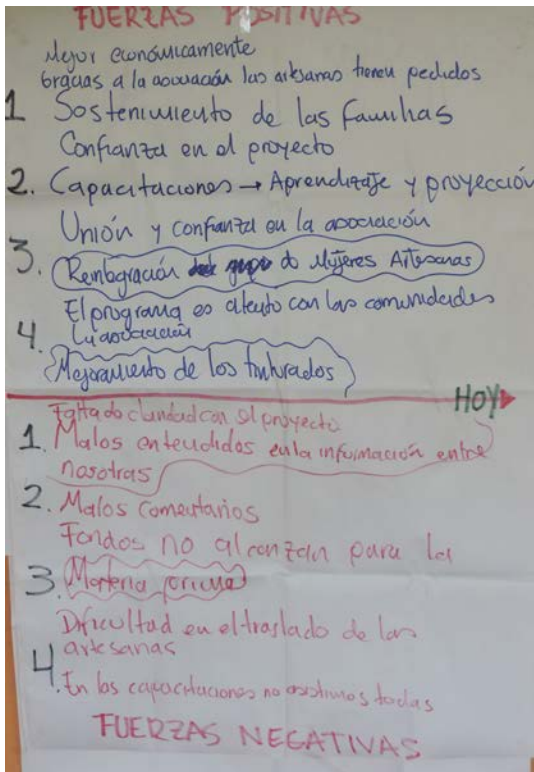 FUERZAS POSITIVAS
Mejor económicamente
Gracias a la asociación las artesanas tienen pedidos
1 Sostenimiento de las familias
Confianza en el proyecto
2. Capacitaciones → Aprendizaje y proyección
Unión y confianza en la asociación
3. Reintegración de Mujeres Artesanas
El programa es atento con las comunidades
La asociación
4. Mejoramiento de los tinturados
HOY
Falta de claridad con el proyecto
1. Malos entendidos en la información entre
nosotras
2. Malos comentarios
Fondos no alcanzan para la
3. Materia prima
Dificultad en el traslado de las
artesanas
4. En las capacitaciones no asistimos todas
FUERZAS NEGATIVAS